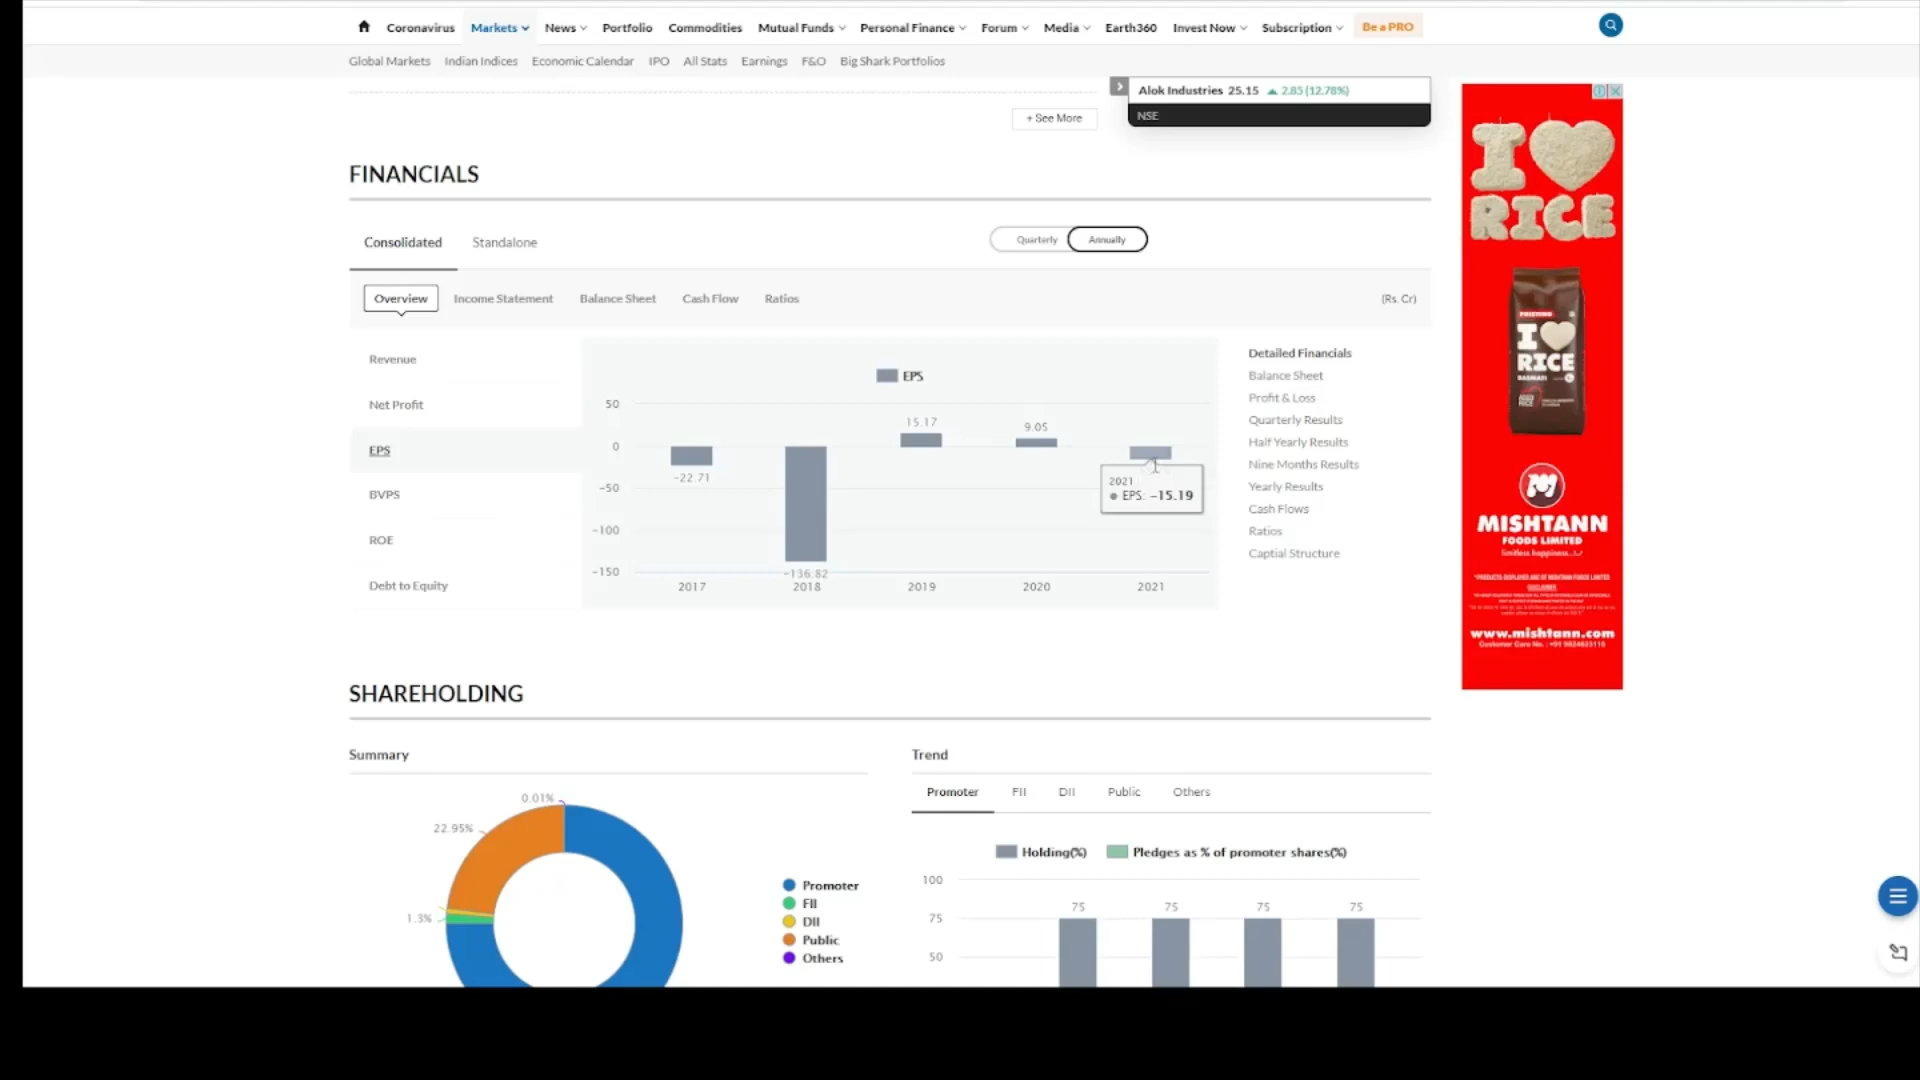 Coronavirus Markets News Portfolio Commodities Mutual Funds Personal Finance Forum Media Earth360 Invest Now Subscription Be a PRO
Global Markets Indian Indices Economic Calendar IPO All Stats Earnings F&O Big Shark Portfolios
Alok Industries 25.15 2.85 (12.78%)
NSE
+ See More
FINANCIALS
Consolidated Standalone
Quarterly Annually
Overview Income Statement Balance Sheet Cash Flow Ratios (Rs. Cr)
Revenue
Net Profit
EPS
BVPS
ROE
Debt to Equity
EPS
50
0
-50
-100
-150
-22.71
-136.82
15.17
9.05
2021
EPS: -15.19
2017 2018 2019 2020 2021
Detailed Financials
Balance Sheet
Profit & Loss
Quarterly Results
Half Yearly Results
Nine Months Results
Yearly Results
Cash Flows
Ratios
Captial Structure
SHAREHOLDING
Summary
0.01%
22.95%
1.3%
Promoter
FII
DII
Public
Others
Trend
Promoter FII DII Public Others
Holding(%) Pledges as % of promoter shares(%)
100
75
50
75 75 75 75
I
RICE
I
RICE
BASMATI
MISHTANN
FOODS LIMITED
limitless happiness...
www.mishtann.com